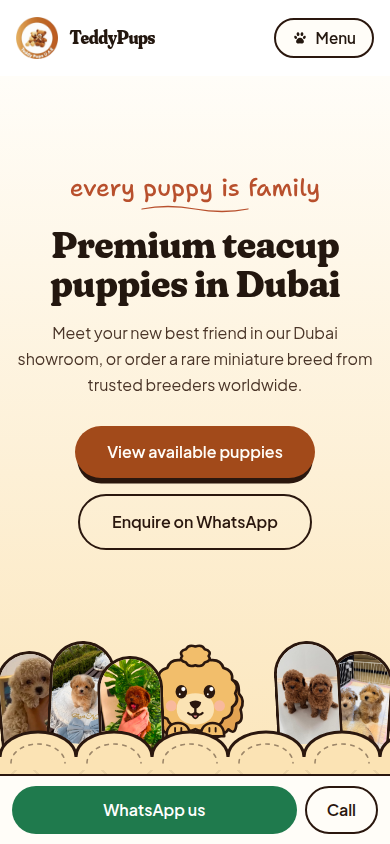 TeddyPups
Menu
every puppy is family
Premium teacup
puppies in Dubai
Meet your new best friend in our Dubai
showroom, or order a rare miniature breed from
trusted breeders worldwide.
View available puppies
Enquire on WhatsApp
WhatsApp us
Call